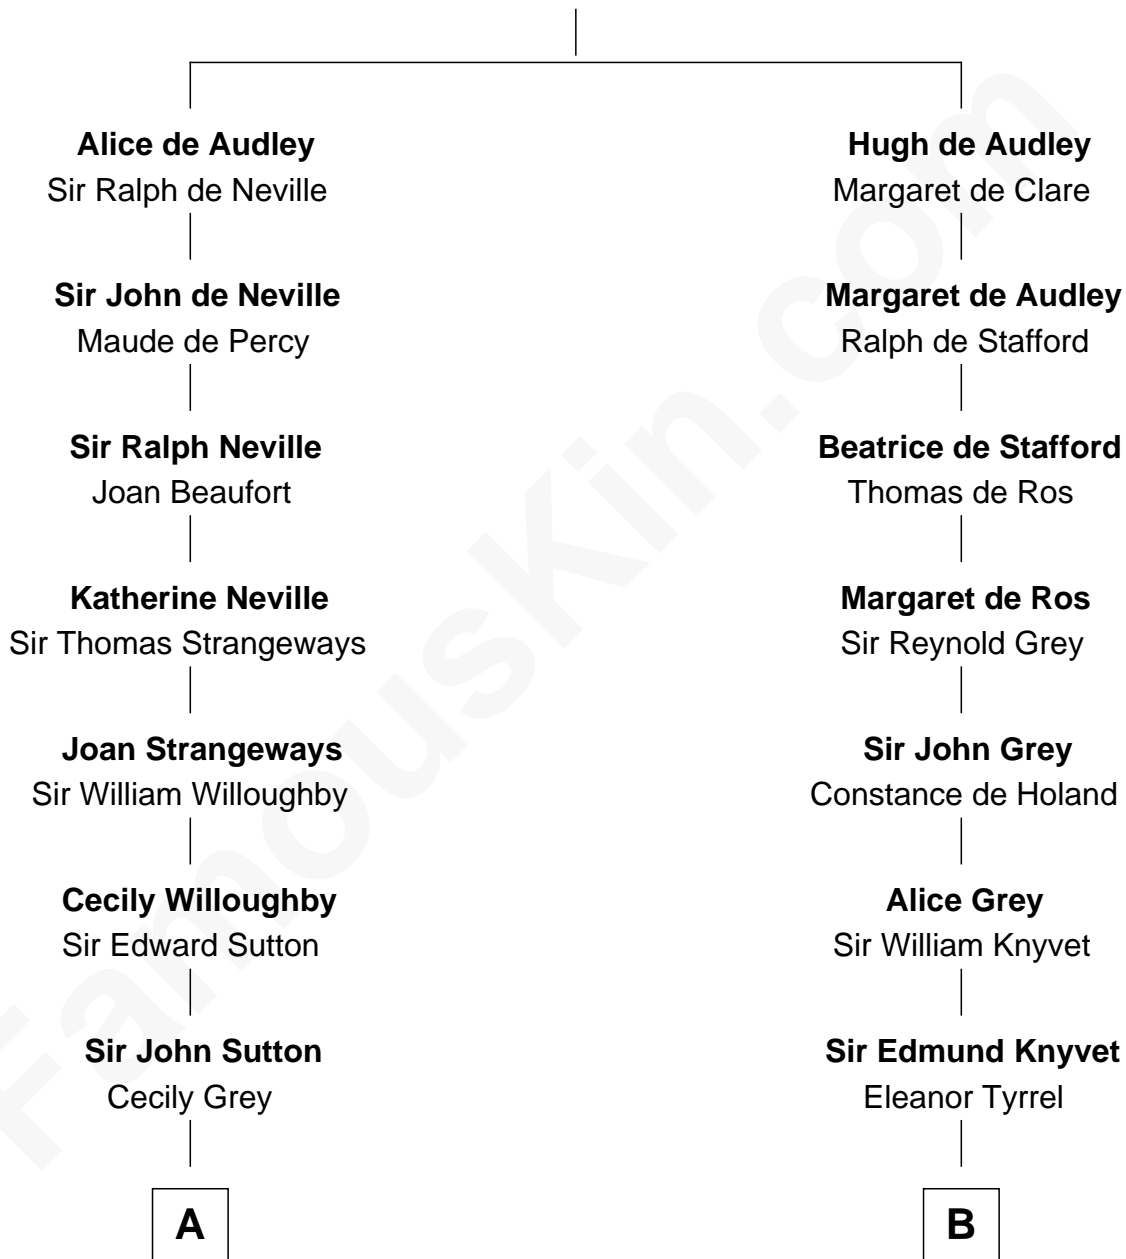 Alice de Audley
Sir Ralph de Neville
Sir John de Neville
Maude de Percy
Sir Ralph Neville
Joan Beaufort
Katherine Neville
Sir Thomas Strangeways
Joan Strangeways
Sir William Willoughby
Cecily Willoughby
Sir Edward Sutton
Sir John Sutton
Cecily Grey
A
Hugh de Audley
Margaret de Clare
Margaret de Audley
Ralph de Stafford
Beatrice de Stafford
Thomas de Ros
Margaret de Ros
Sir Reynold Grey
Sir John Grey
Constance de Holand
Alice Grey
Sir William Knyvet
Sir Edmund Knyvet
Eleanor Tyrrel
B
FamousKin.com